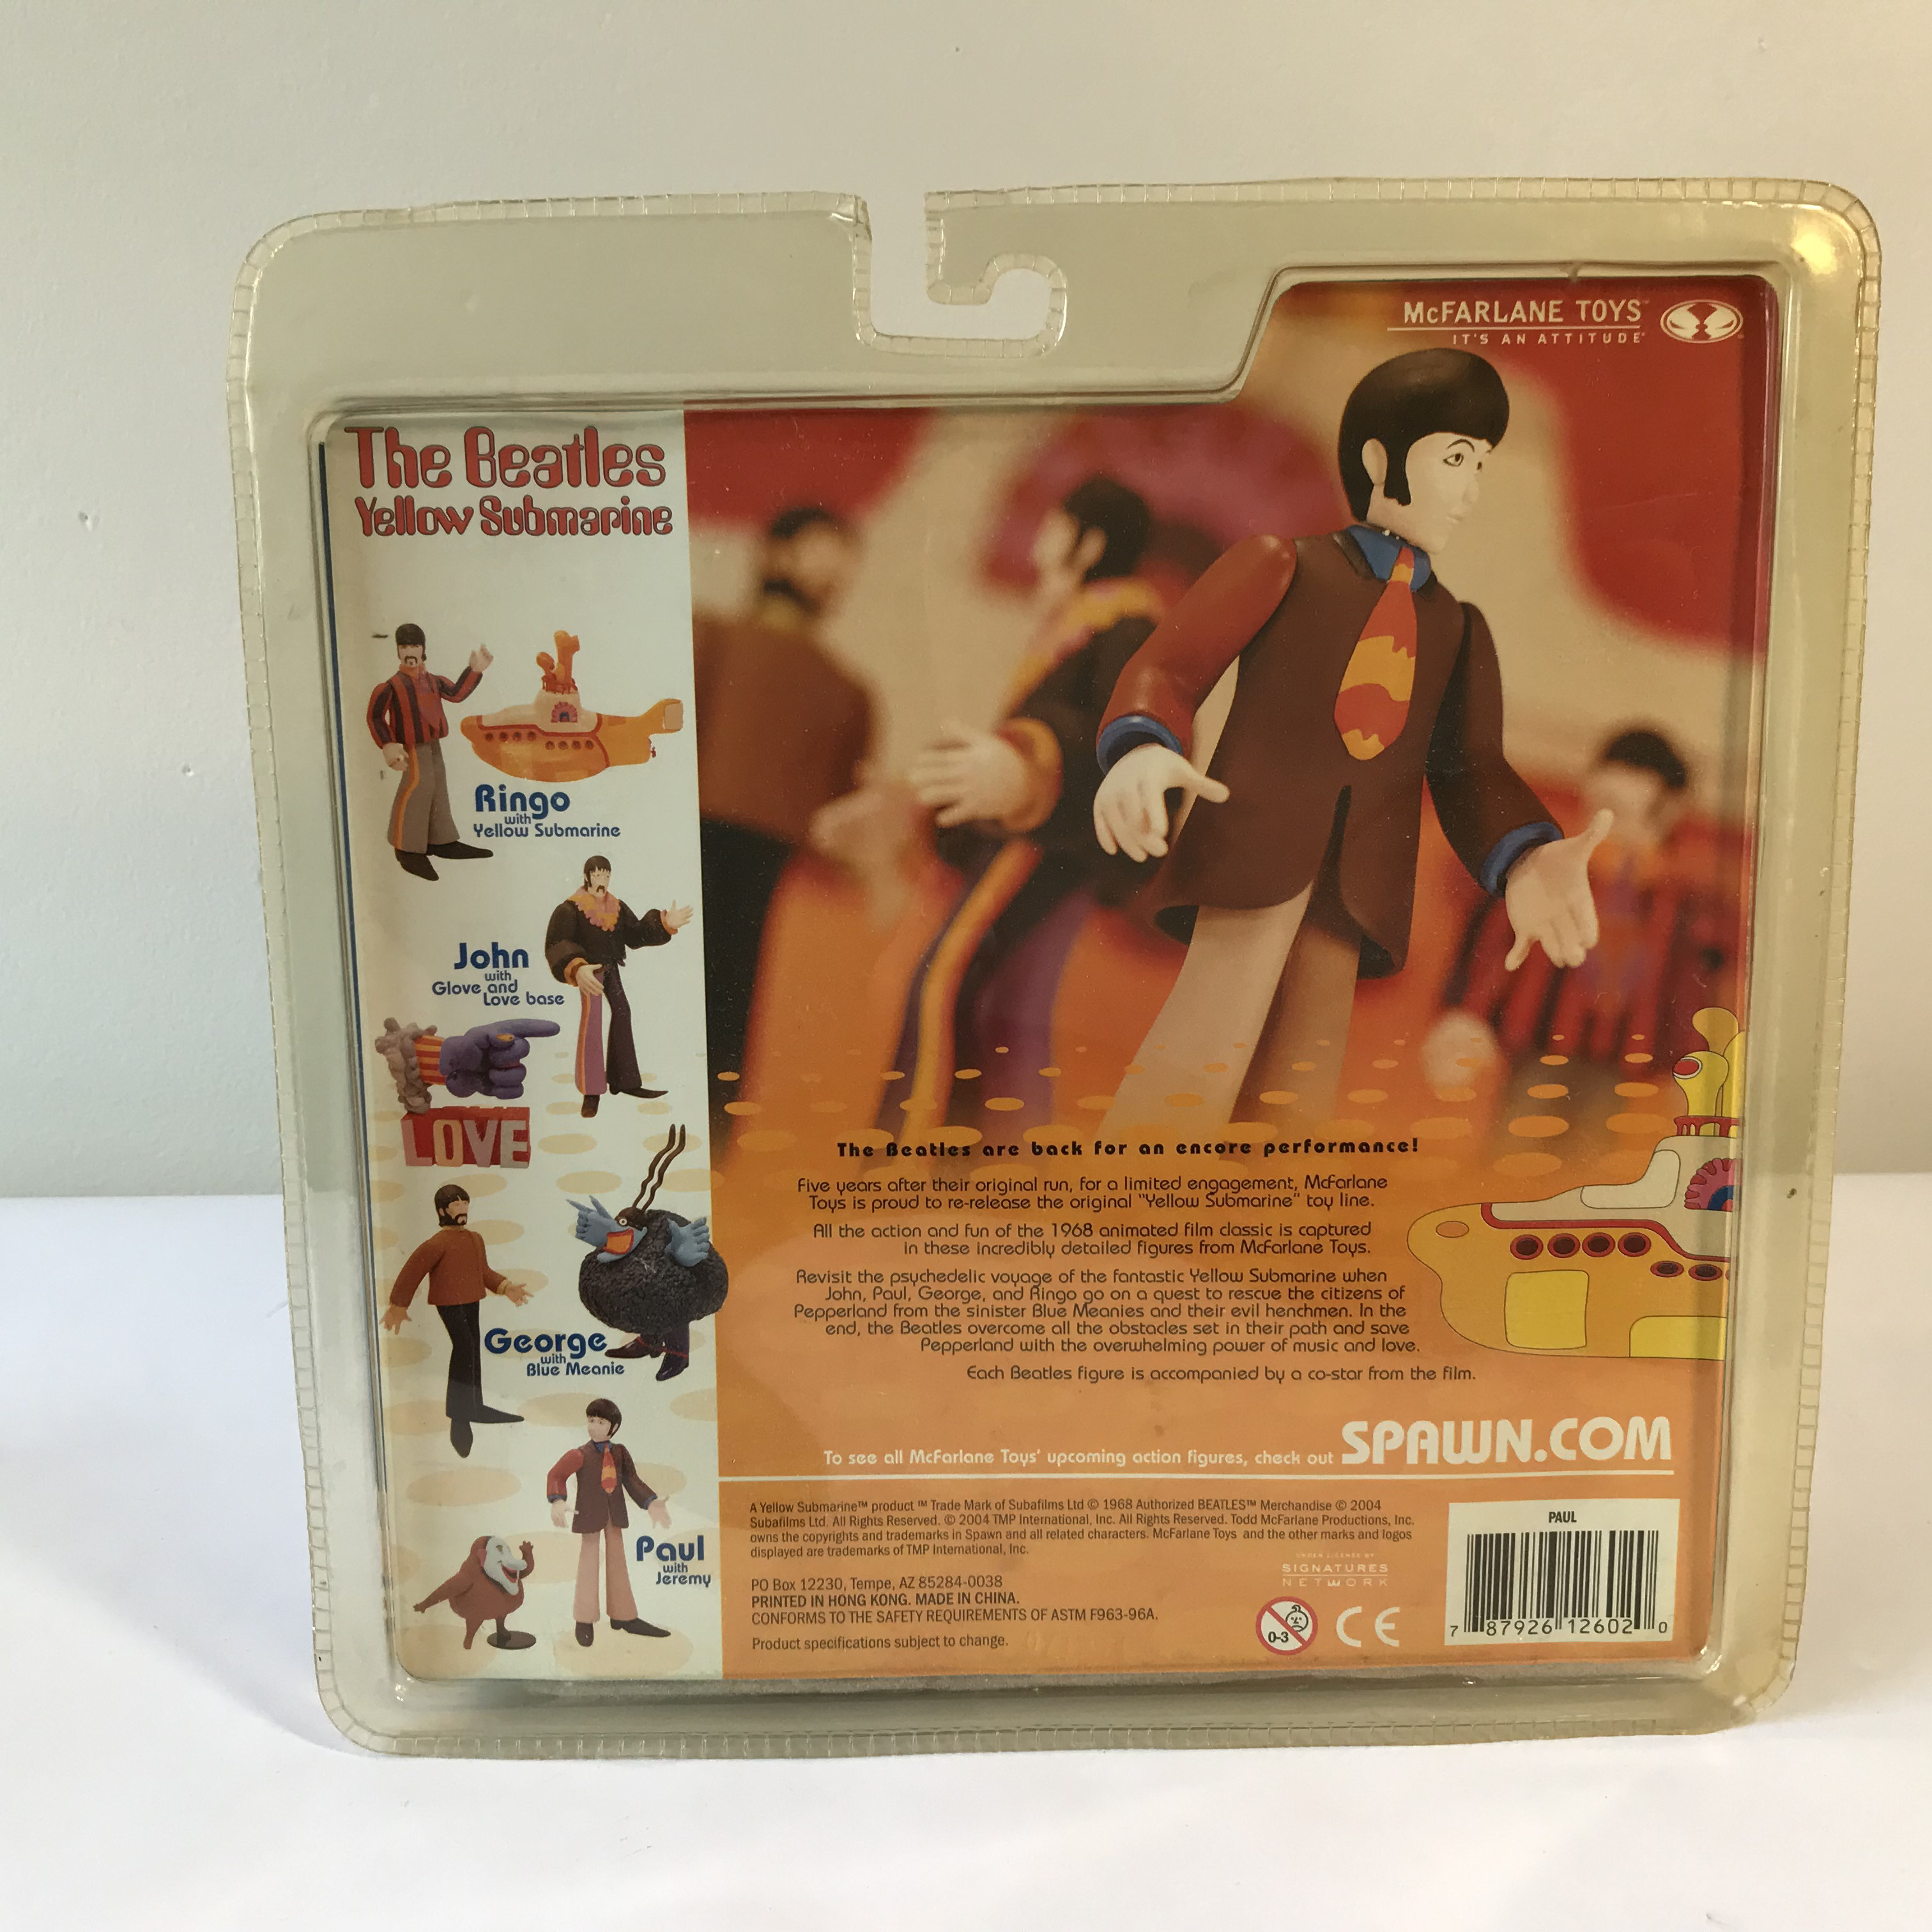 McFARLANE TOYS™
IT'S AN ATTITUDE®
The Beatles
Yellow Submarine
Ringo
with
Yellow Submarine
John
with
Glove and
Love base
LOVE
George
with
Blue Meanie
Paul
with
Jeremy
The Beatles are back for an encore performance!
Five years after their original run, for a limited engagement, McFarlane
Toys is proud to re-release the original "Yellow Submarine" toy line.
All the action and fun of the 1968 animated film classic is captured
in these incredibly detailed figures from McFarlane Toys.
Revisit the psychedelic voyage of the fantastic Yellow Submarine when
John, Paul, George, and Ringo go on a quest to rescue the citizens of
Pepperland from the sinister Blue Meanies and their evil henchmen. In the
end, the Beatles overcome all the obstacles set in their path and save
Pepperland with the overwhelming power of music and love.
Each Beatles figure is accompanied by a co-star from the film.
To see all McFarlane Toys' upcoming action figures, check out SPAWN.COM
A Yellow Submarine™ product ™ Trade Mark of Subafilms Ltd © 1968 Authorized BEATLES™ Merchandise © 2004
Subafilms Ltd. All Rights Reserved. © 2004 TMP International, Inc. All Rights Reserved. Todd McFarlane Productions, Inc.
owns the copyrights and trademarks in Spawn and all related characters. McFarlane Toys and the other marks and logos
displayed are trademarks of TMP International, Inc.
PO Box 12230, Tempe, AZ 85284-0038
PRINTED IN HONG KONG. MADE IN CHINA.
CONFORMS TO THE SAFETY REQUIREMENTS OF ASTM F963-96A.
Product specifications subject to change.
UNDER LICENSE BY
SIGNATURES
NETWORK
0-3
CE
PAUL
7 87926 12602 0